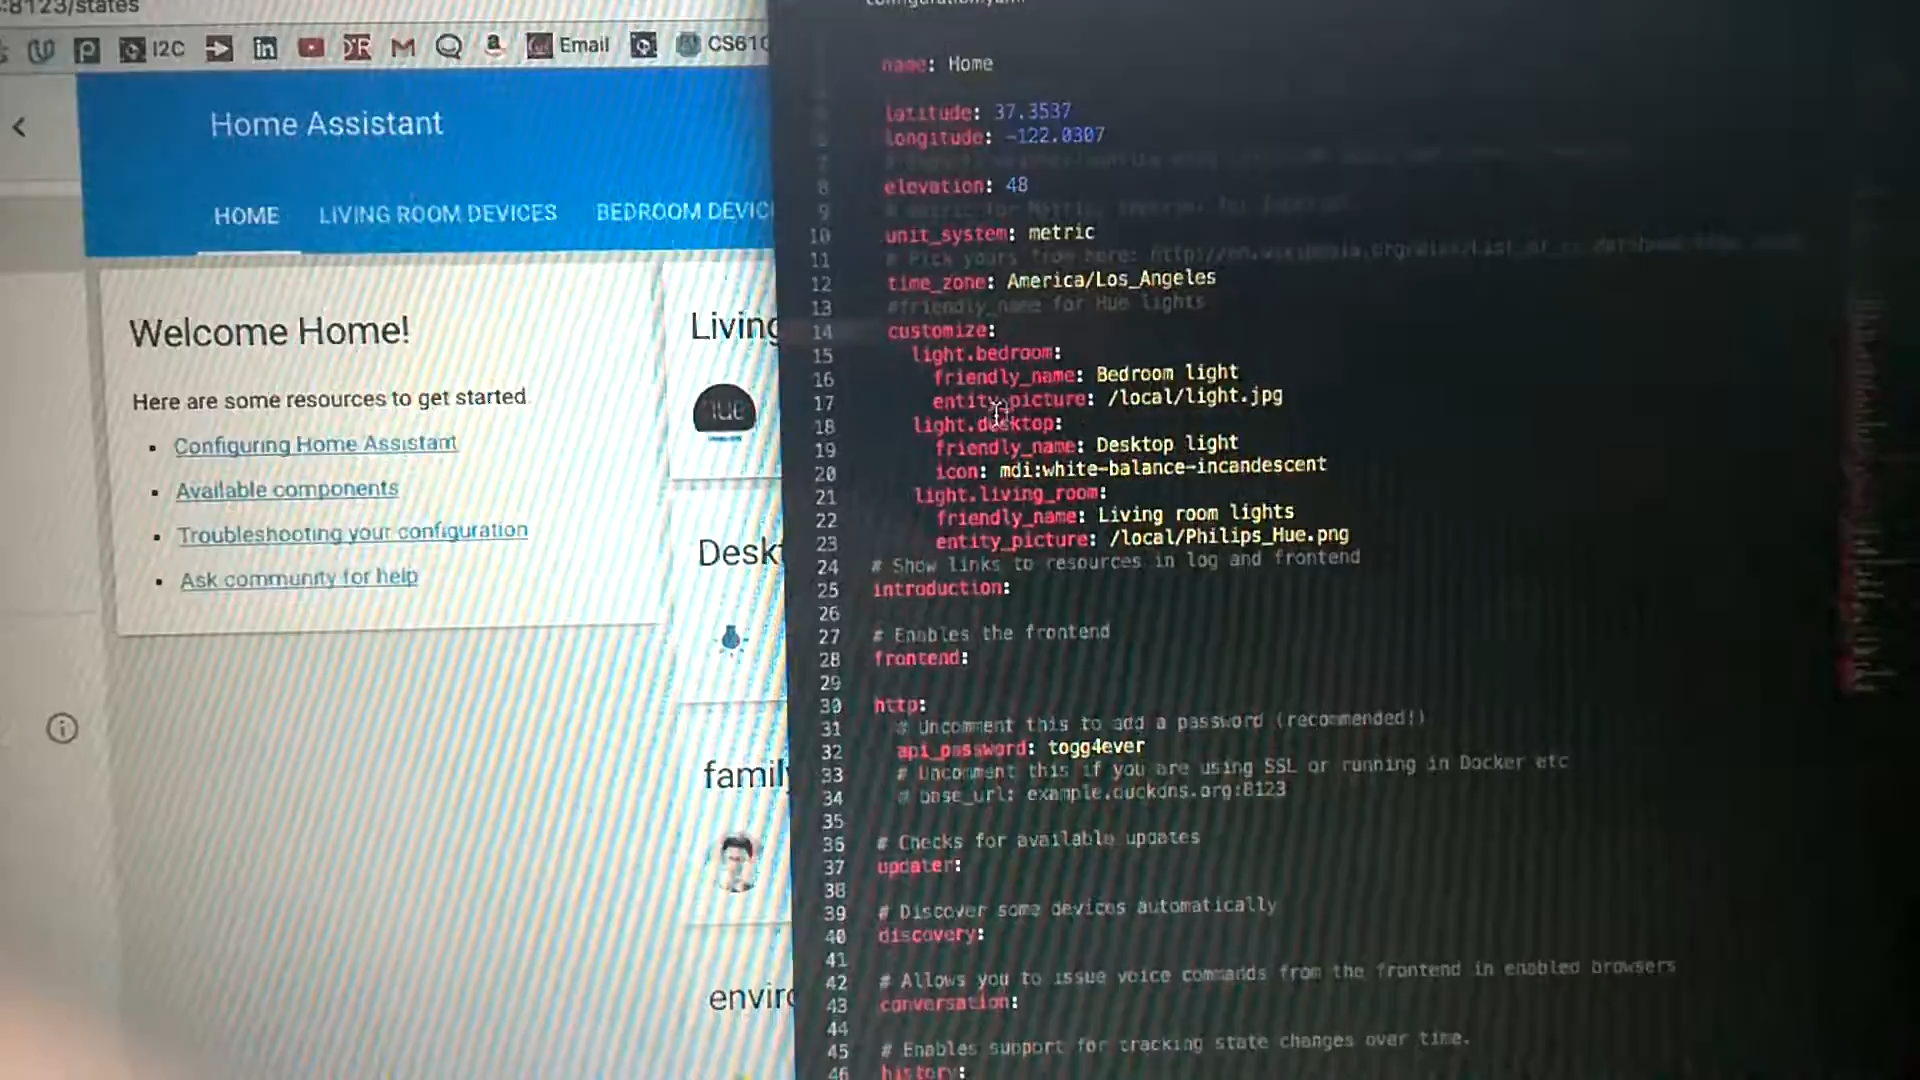 :8123/states
I2C
Email
CS61C
Home Assistant
HOME
LIVING ROOM DEVICES
BEDROOM DEVIC
Welcome Home!
Here are some resources to get started
Configuring Home Assistant
Available components
Troubleshooting your configuration
Ask community for help
Living
hue
Deskt
family
enviro
name: Home
latitude: 37.3537
longitude: -122.0307
8 elevation: 48
9
10 unit_system: metric
11 # Pick yours from here:
12 time_zone: America/Los_Angeles
13 #friendly_name for Hue lights
14 customize:
15 light.bedroom:
16 friendly_name: Bedroom light
17 entity_picture: /local/light.jpg
18 light.desktop:
19 friendly_name: Desktop light
20 icon: mdi:white-balance-incandescent
21 light.living_room:
22 friendly_name: Living room lights
23 entity_picture: /local/Philips_Hue.png
24 # Show links to resources in log and frontend
25 introduction:
26
27 # Enables the frontend
28 frontend:
29
30 http:
31 # Uncomment this to add a password (recommended!)
32 api_password: togg4ever
33 # Uncomment this if you are using SSL or running in Docker etc
34 # base_url: example.duckdns.org:8123
35
36 # Checks for available updates
37 updater:
38
39 # Discover some devices automatically
40 discovery:
41
42 # Allows you to issue voice commands from the frontend in enabled browsers
43 conversation:
44
45 # Enables support for tracking state changes over time.
46 history: